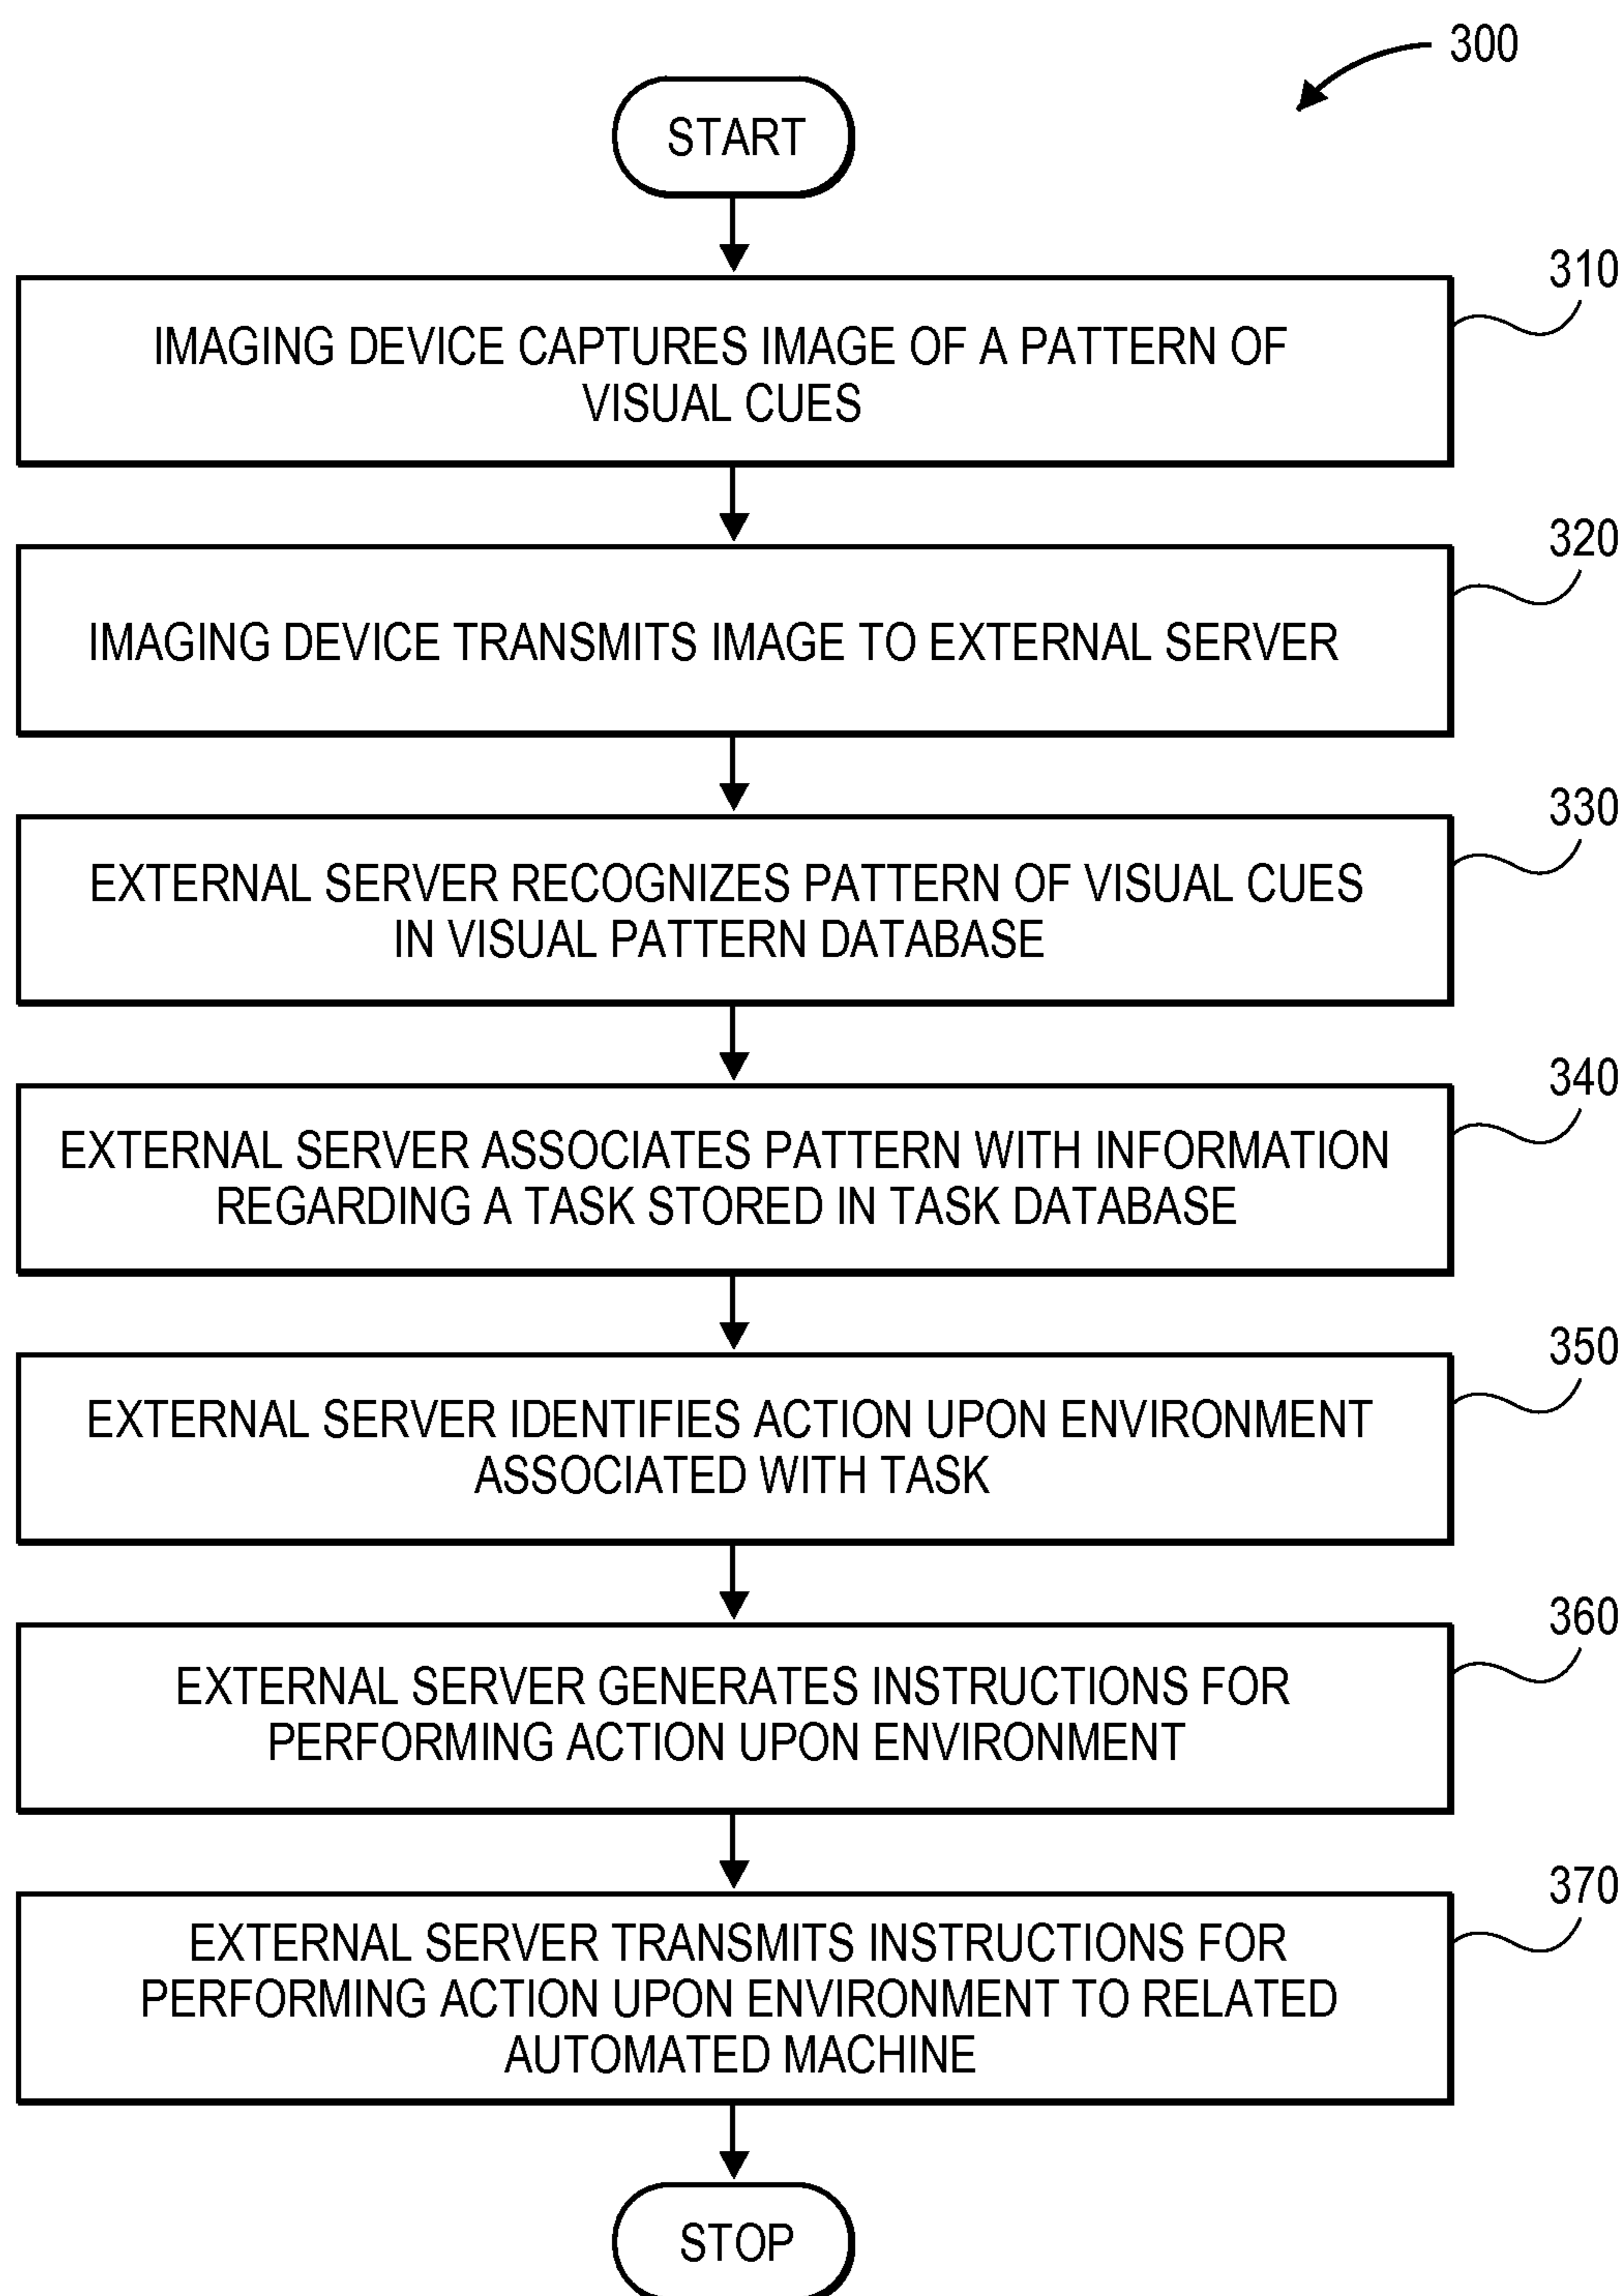 300
START
310
IMAGING DEVICE CAPTURES IMAGE OF A PATTERN OF
VISUAL CUES
320
IMAGING DEVICE TRANSMITS IMAGE TO EXTERNAL SERVER
330
EXTERNAL SERVER RECOGNIZES PATTERN OF VISUAL CUES
IN VISUAL PATTERN DATABASE
340
EXTERNAL SERVER ASSOCIATES PATTERN WITH INFORMATION
REGARDING A TASK STORED IN TASK DATABASE
350
EXTERNAL SERVER IDENTIFIES ACTION UPON ENVIRONMENT
ASSOCIATED WITH TASK
360
EXTERNAL SERVER GENERATES INSTRUCTIONS FOR
PERFORMING ACTION UPON ENVIRONMENT
370
EXTERNAL SERVER TRANSMITS INSTRUCTIONS FOR
PERFORMING ACTION UPON ENVIRONMENT TO RELATED
AUTOMATED MACHINE
STOP